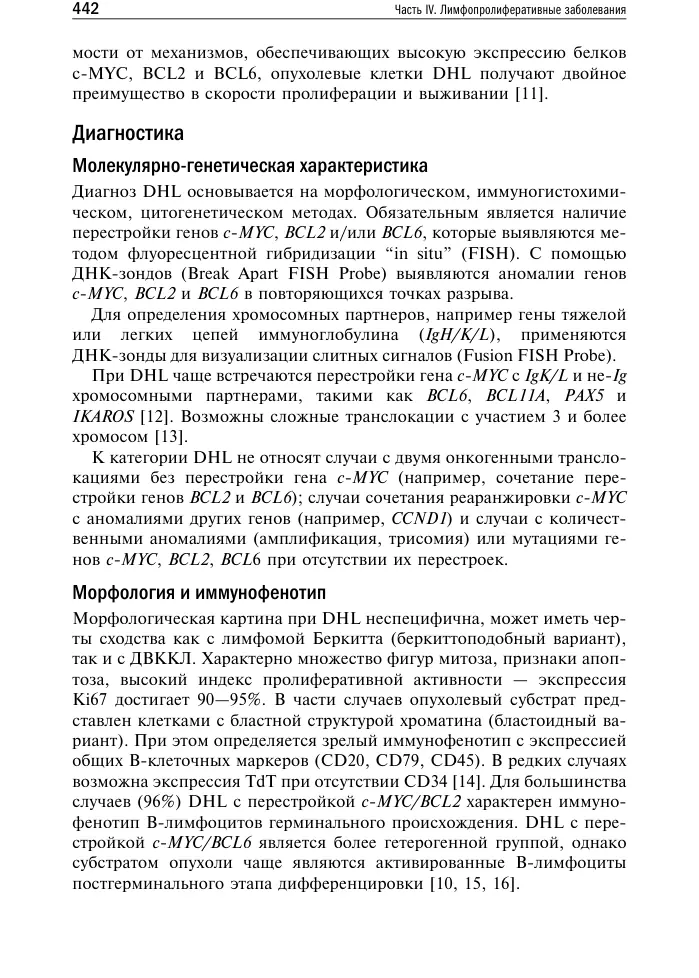 442
Часть IV. Лимфопролиферативные заболевания
мости от механизмов, обеспечивающих высокую экспрессию белков
c-MYC, BCL2 и BCL6, опухолевые клетки DHL получают двойное
преимущество в скорости пролиферации и выживании [11].
Диагностика
Молекулярно-генетическая характеристика
Диагноз DHL основывается на морфологическом, иммуногистохими-
ческом, цитогенетическом методах. Обязательным является наличие
перестройки генов c-MYC, BCL2 и/или BCL6, которые выявляются ме-
тодом флуоресцентной гибридизации “in situ” (FISH). С помощью
ДНК-зондов (Break Apart FISH Probe) выявляются аномалии генов
c-MYC, BCL2 и BCL6 в повторяющихся точках разрыва.
Для определения хромосомных партнеров, например гены тяжелой
или легких цепей иммуноглобулина (IgH/K/L), применяются
ДНК-зонды для визуализации слитных сигналов (Fusion FISH Probe).
При DHL чаще встречаются перестройки гена c-MYC с IgK/L и не-Ig
хромосомными партнерами, такими как BCL6, BCL11A, PAX5 и
IKAROS [12]. Возможны сложные транслокации с участием 3 и более
хромосом [13].
К категории DHL не относят случаи с двумя онкогенными трансло-
кациями без перестройки гена c-MYC (например, сочетание пере-
стройки генов BCL2 и BCL6); случаи сочетания реаранжировки c-MYC
с аномалиями других генов (например, CCND1) и случаи с количест-
венными аномалиями (амплификация, трисомия) или мутациями ге-
нов c-MYC, BCL2, BCL6 при отсутствии их перестроек.
Морфология и иммунофенотип
Морфологическая картина при DHL неспецифична, может иметь чер-
ты сходства как с лимфомой Беркитта (беркиттоподобный вариант),
так и с ДВККЛ. Характерно множество фигур митоза, признаки апоп-
тоза, высокий индекс пролиферативной активности — экспрессия
Ki67 достигает 90—95%. В части случаев опухолевый субстрат пред-
ставлен клетками с бластной структурой хроматина (бластоидный ва-
риант). При этом определяется зрелый иммунофенотип с экспрессией
общих В-клеточных маркеров (CD20, CD79, CD45). В редких случаях
возможна экспрессия TdT при отсутствии CD34 [14]. Для большинства
случаев (96%) DHL с перестройкой c-MYC/BCL2 характерен иммуно-
фенотип В-лимфоцитов герминального происхождения. DHL с пере-
стройкой c-MYC/BCL6 является более гетерогенной группой, однако
субстратом опухоли чаще являются активированные В-лимфоциты
постгерминального этапа дифференцировки [10, 15, 16].